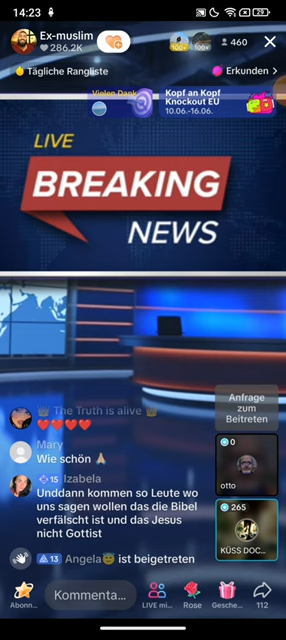 14:23
29
Ex-muslim
286.2K
100+
100+
460
Tägliche Rangliste
Erkunden
Vielen Dank
Kopf an Kopf
Knockout EU
10.06.-16.06.
LIVE
BREAKING
NEWS
The Truth is alive
Mary
Wie schön 🙏🏼
15 Izabela
Unddann kommen so Leute wo
uns sagen wollen das die Bibel
verfälscht ist und das Jesus
nicht Gottist
13 Angela😇 ist beigetreten
Anfrage
zum
Beitreten
0
otto
265
KÜSS DOC...
Kommenta...
Abonn...
LIVE mi...
Rose
Gesche...
112